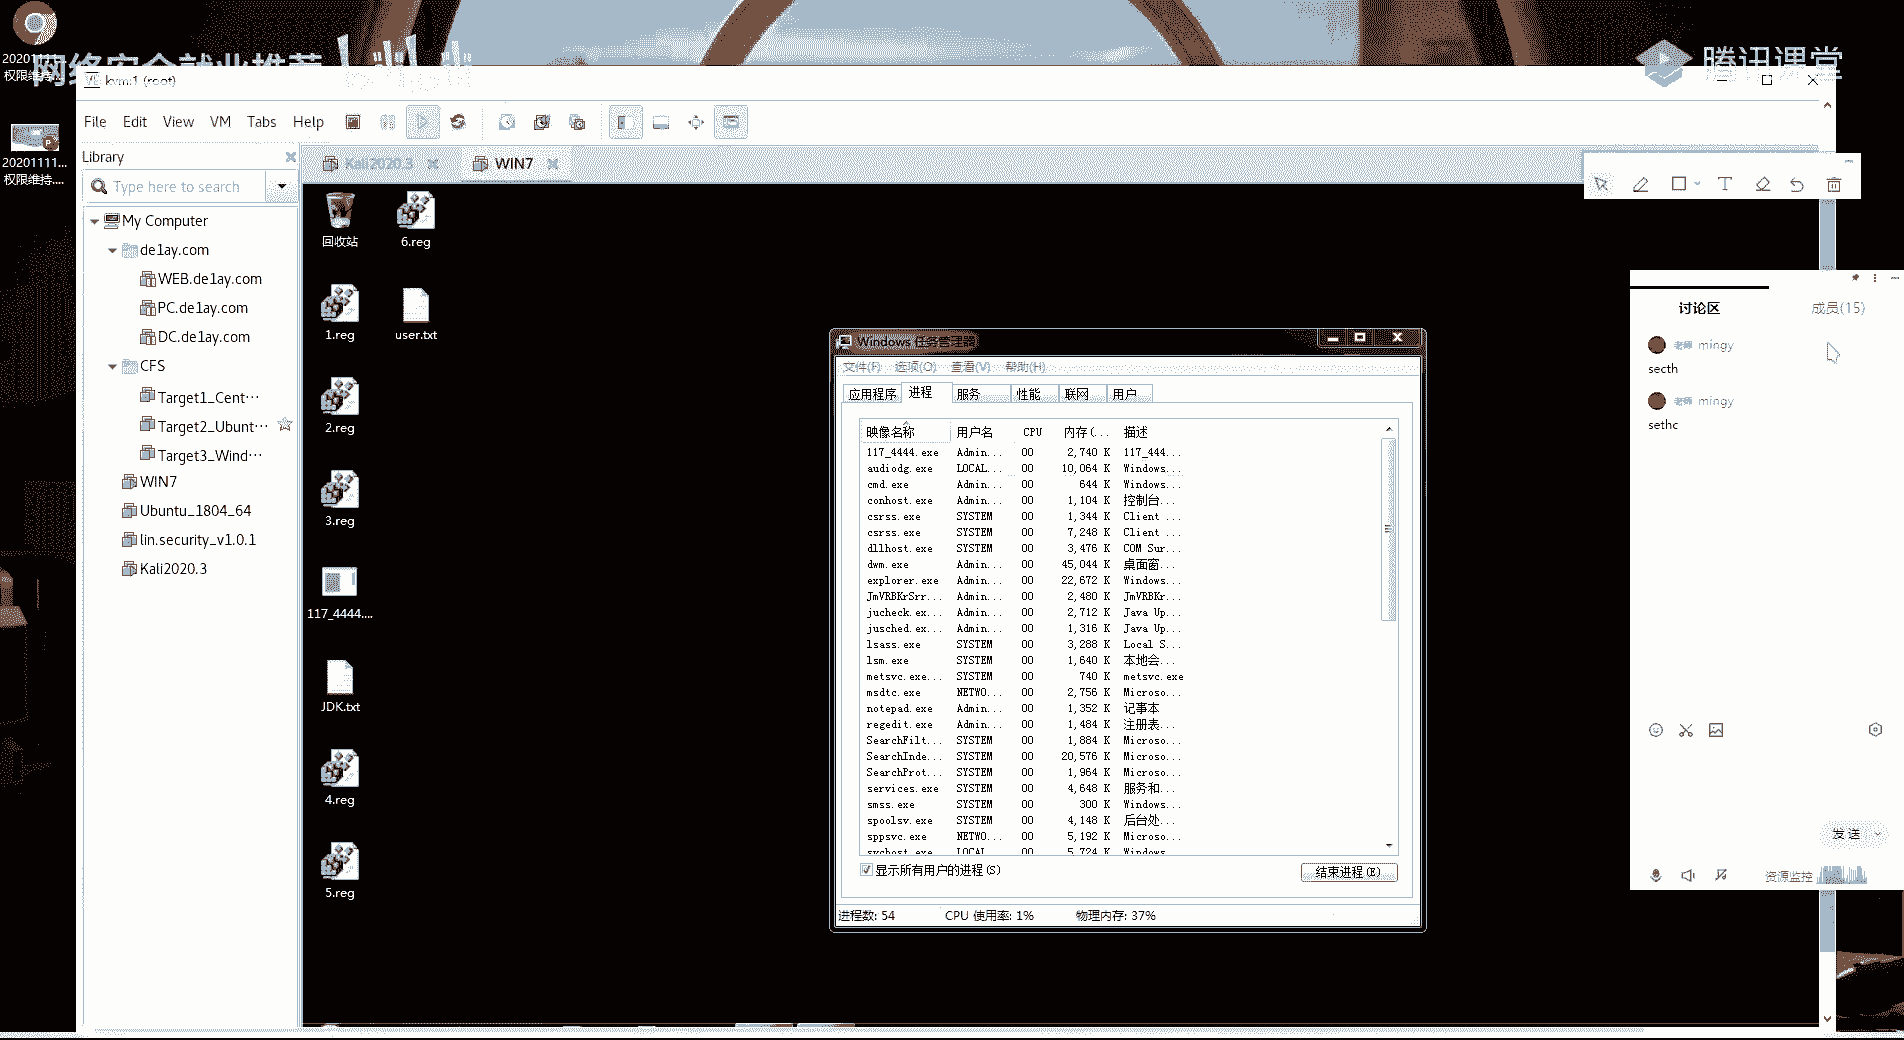 2020111...
权限维持...
20201111...
权限维持....
网络安全就业推荐
腾讯课堂
kvm1 (root)
File Edit View VM Tabs Help
Library
Type here to search
My Computer
de1ay.com
WEB.de1ay.com
PC.de1ay.com
DC.de1ay.com
CFS
Target1_Cent···
Target2_Ubunt···
Target3_Wind···
WIN7
Ubuntu_1804_64
lin.security_v1.0.1
Kali2020.3
Kali2020.3
WIN7
回收站
6.reg
1.reg
user.txt
2.reg
3.reg
117_4444....
JDK.txt
4.reg
5.reg
Windows 任务管理器
文件(F) 选项(O) 查看(V) 帮助(H)
应用程序 进程 服务 性能 联网 用户
映像名称 用户名 CPU 内存(... 描述
117_4444.exe Admin... 00 2,740 K 117_444...
audiodg.exe LOCAL... 00 10,064 K Windows...
cmd.exe Admin... 00 644 K Windows...
conhost.exe Admin... 00 1,104 K 控制台...
csrss.exe SYSTEM 00 1,344 K Client ...
csrss.exe SYSTEM 00 7,248 K Client ...
dllhost.exe SYSTEM 00 3,476 K COM Sur...
dwm.exe Admin... 00 45,044 K 桌面窗...
explorer.exe Admin... 00 22,672 K Windows...
JmVRBKrSrr... Admin... 00 2,480 K JmVRBKr...
jucheck.ex... Admin... 00 2,712 K Java Up...
jusched.ex... Admin... 00 1,316 K Java Up...
lsass.exe SYSTEM 00 3,288 K Local S...
lsm.exe SYSTEM 00 1,640 K 本地会...
metsvc.exe... SYSTEM 00 740 K metsvc.exe
msdtc.exe NETWO... 00 2,756 K Microso...
notepad.exe Admin... 00 1,352 K 记事本
regedit.exe Admin... 00 1,484 K 注册表...
SearchFilt... SYSTEM 00 1,884 K Microso...
SearchInde... SYSTEM 00 20,576 K Microso...
SearchProt... SYSTEM 00 1,964 K Microso...
services.exe SYSTEM 00 4,648 K 服务和...
smss.exe SYSTEM 00 300 K Windows...
spoolsv.exe SYSTEM 00 4,148 K 后台处...
sppsvc.exe NETWO... 00 5,192 K Microso...
svchost.exe LOCAL 00 5,724 K Windows
显示所有用户的进程(S)
结束进程(E)
进程数: 54 CPU 使用率: 1% 物理内存: 37%
讨论区 成员(15)
老师 mingy
secth
老师 mingy
sethc
发送
资源监控